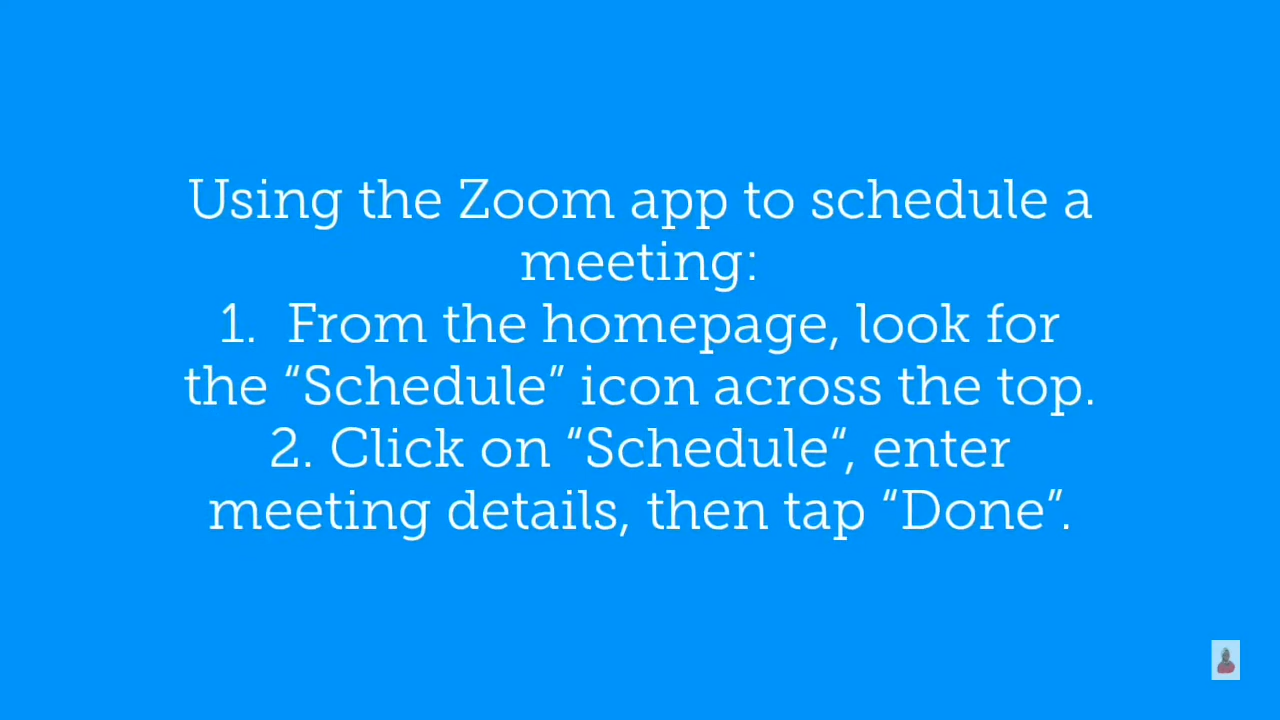 Using the Zoom app to schedule a
meeting:
1.  From the homepage, look for
the “Schedule” icon across the top.
2. Click on “Schedule“, enter
meeting details, then tap “Done”.